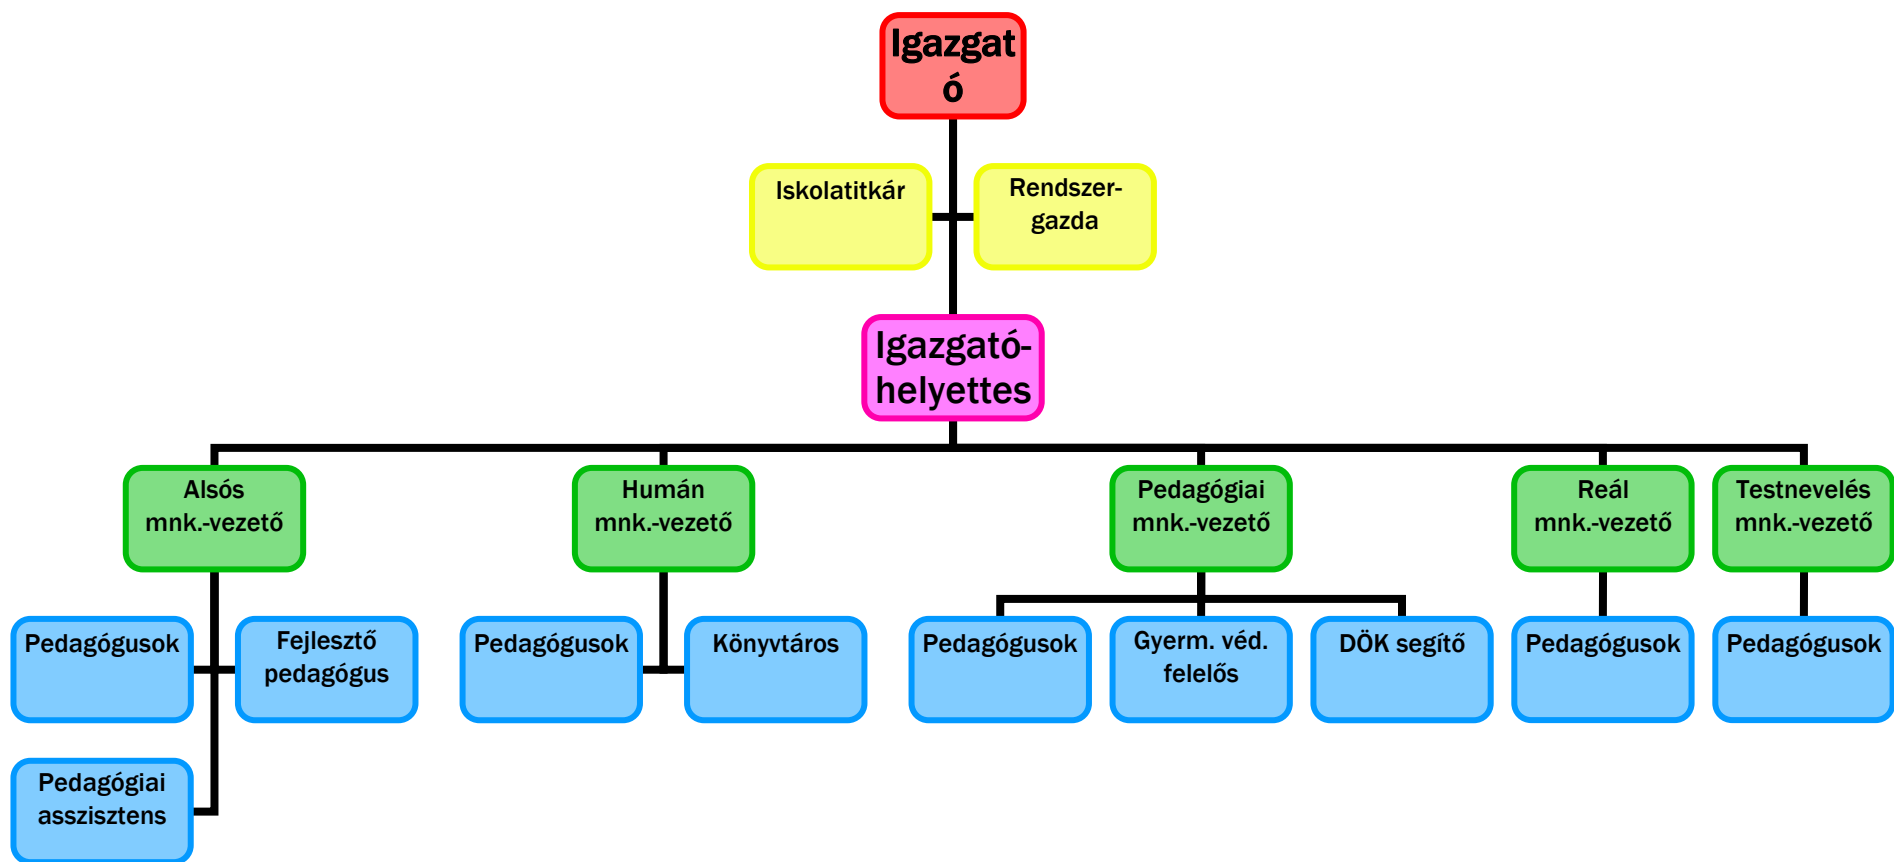 Igazgat
ó
Iskolatitkár
Rendszer-
gazda
Igazgató-
helyettes
Alsós
mnk.-vezető
Humán
mnk.-vezető
Pedagógiai
mnk.-vezető
Reál
mnk.-vezető
Testnevelés
mnk.-vezető
Pedagógusok
Fejlesztő
pedagógus
Pedagógusok
Könyvtáros
Pedagógusok
Gyerm. véd.
felelős
DÖK segítő
Pedagógusok
Pedagógusok
Pedagógiai
asszisztens